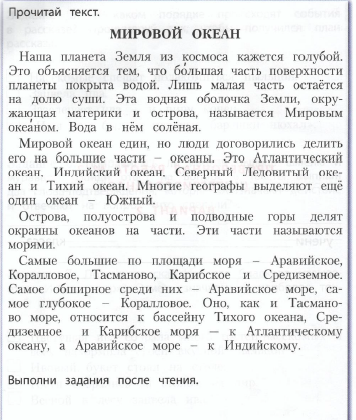 Прочитай текст.
МИРОВОЙ ОКЕАН
Наша планета Земля из космоса кажется голубой.
Это объясняется тем, что бо́льшая часть поверхности
планеты покрыта водой. Лишь малая часть остаётся
на долю суши. Эта водная оболочка Земли, окру-
жающая материки и острова, называется Мировым
океа́ном. Вода в нём солёная.
Мировой океан един, но люди договорились делить
его на большие части – океаны. Это Атлантический
океан, Индийский океан, Северный Ледовитый оке-
ан и Тихий океан. Многие географы выделяют ещё
один океан – Южный.
Острова, полуострова и подводные горы делят
окраины океанов на части. Эти части называются
морями.
Самые большие по площади моря – Аравийское,
Коралловое, Тасманово, Карибское и Средиземное.
Самое обширное среди них – Аравийское море, са-
мое глубокое – Коралловое. Оно, как и Тасмано-
во море, относится к бассейну Тихого океана, Сре-
диземное и Карибское моря — к Атлантическому
океану, а Аравийское море – к Индийскому.
Выполни задания после чтения.